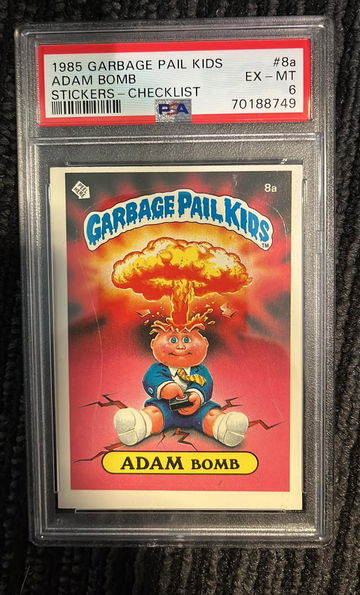 1985 GARBAGE PAIL KIDS #8a
ADAM BOMB EX - MT
STICKERS - CHECKLIST 6
PSA 70188749
8a
GARBAGE PAIL KIDS
TM
ADAM BOMB